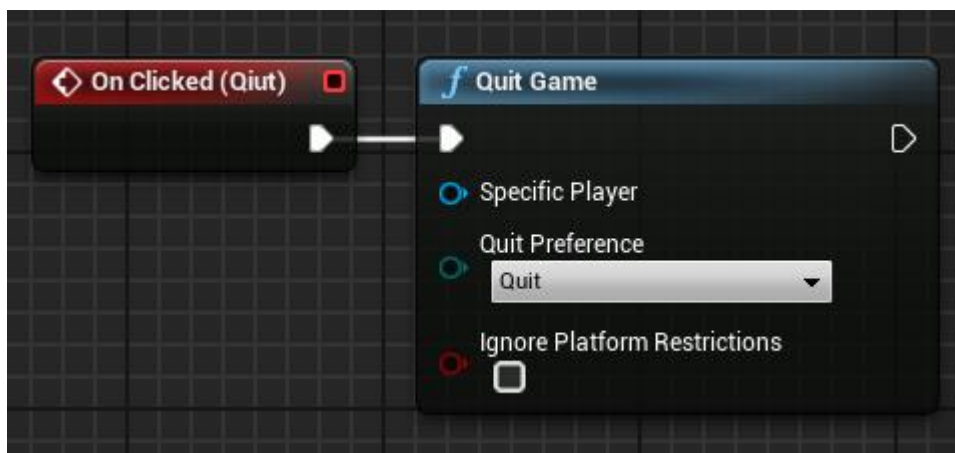 On Clicked (Qiut)
Quit Game
Specific Player
Quit Preference
Quit
Ignore Platform Restrictions